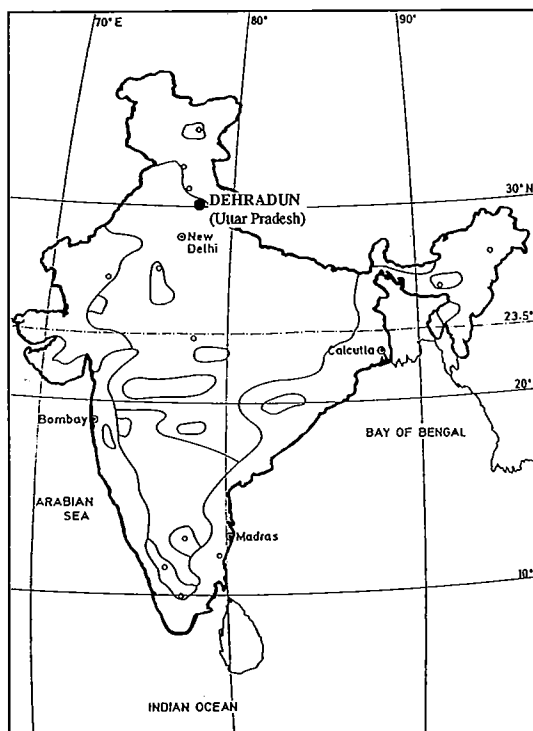 70° E
80°
90°
30° N
DEHRADUN
(Uttar Pradesh)
New
Delhi
23.5°
Calcutta
20°
Bombay
BAY OF BENGAL
ARABIAN
SEA
Madras
10°
INDIAN OCEAN